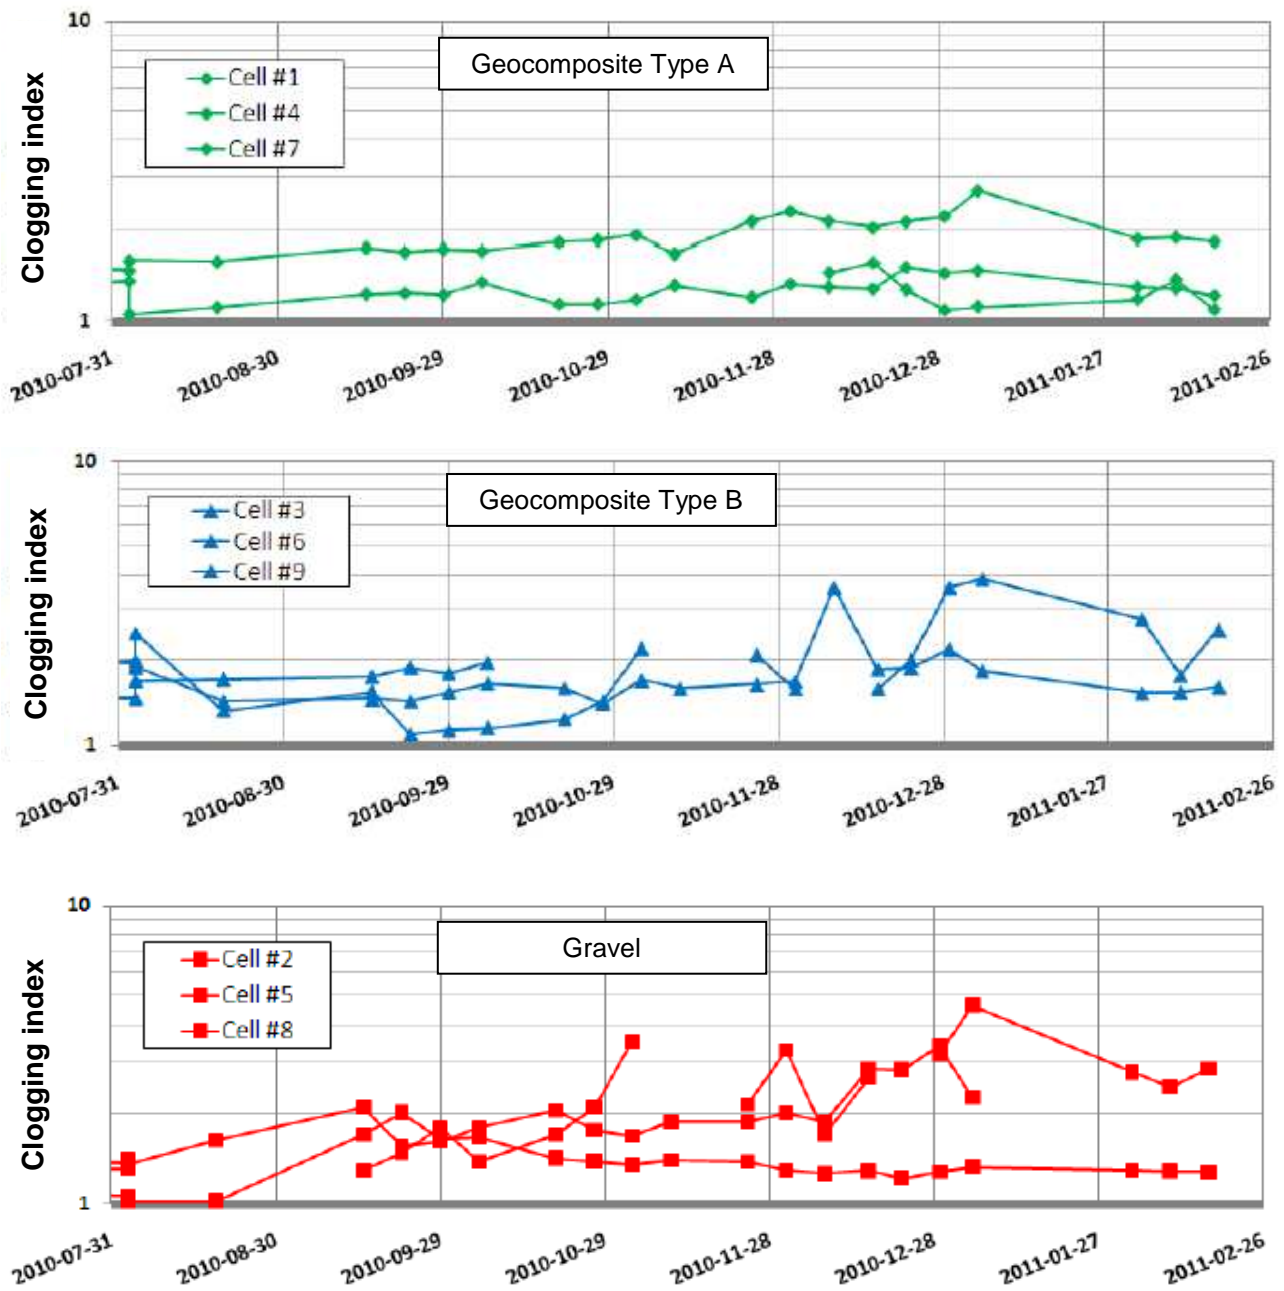 10
Geocomposite Type A
Cell #1
Cell #4
Cell #7
Clogging index
1
2010-07-31 2010-08-30 2010-09-29 2010-10-29 2010-11-28 2010-12-28 2011-01-27 2011-02-26
10
Geocomposite Type B
Cell #3
Cell #6
Cell #9
Clogging index
1
2010-07-31 2010-08-30 2010-09-29 2010-10-29 2010-11-28 2010-12-28 2011-01-27 2011-02-26
10
Gravel
Cell #2
Cell #5
Cell #8
Clogging index
1
2010-07-31 2010-08-30 2010-09-29 2010-10-29 2010-11-28 2010-12-28 2011-01-27 2011-02-26